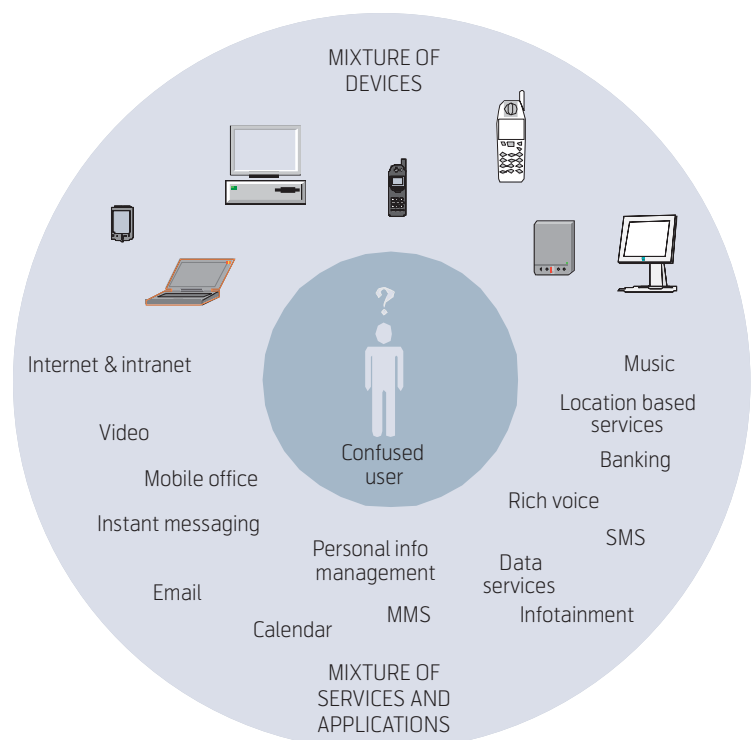 MIXTURE OF
DEVICES
?
Internet & intranet
Music
Location based
services
Video
Confused
user
Banking
Mobile office
Rich voice
Instant messaging
SMS
Personal info
management
Data
services
Email
MMS
Infotainment
Calendar
MIXTURE OF
SERVICES AND
APPLICATIONS